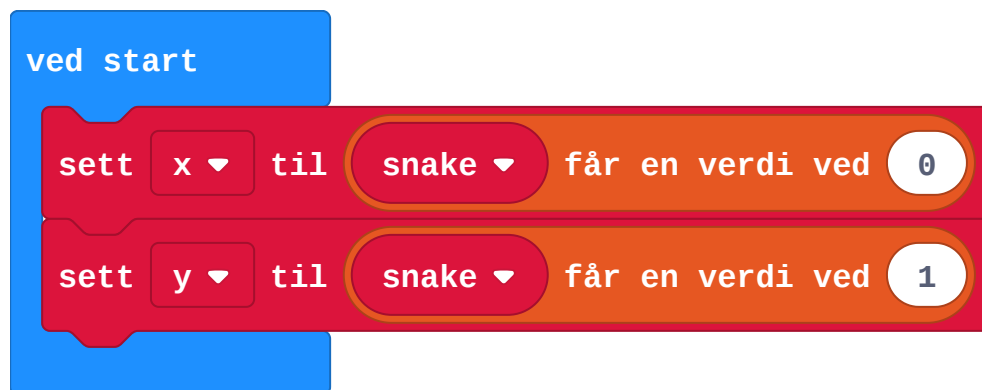 ved start
sett x til snake får en verdi ved 0
sett y til snake får en verdi ved 1